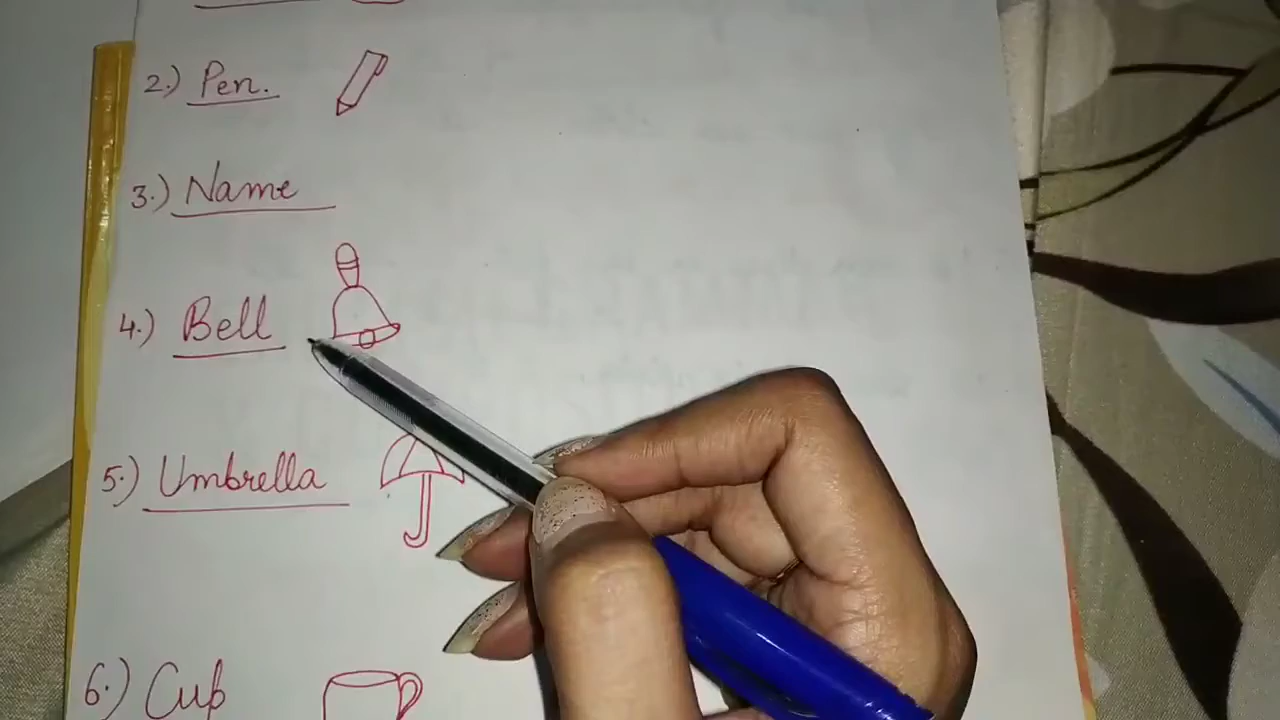 2.) Pen.
3.) Name
4.) Bell
5.) Umbrella
6.) Cup